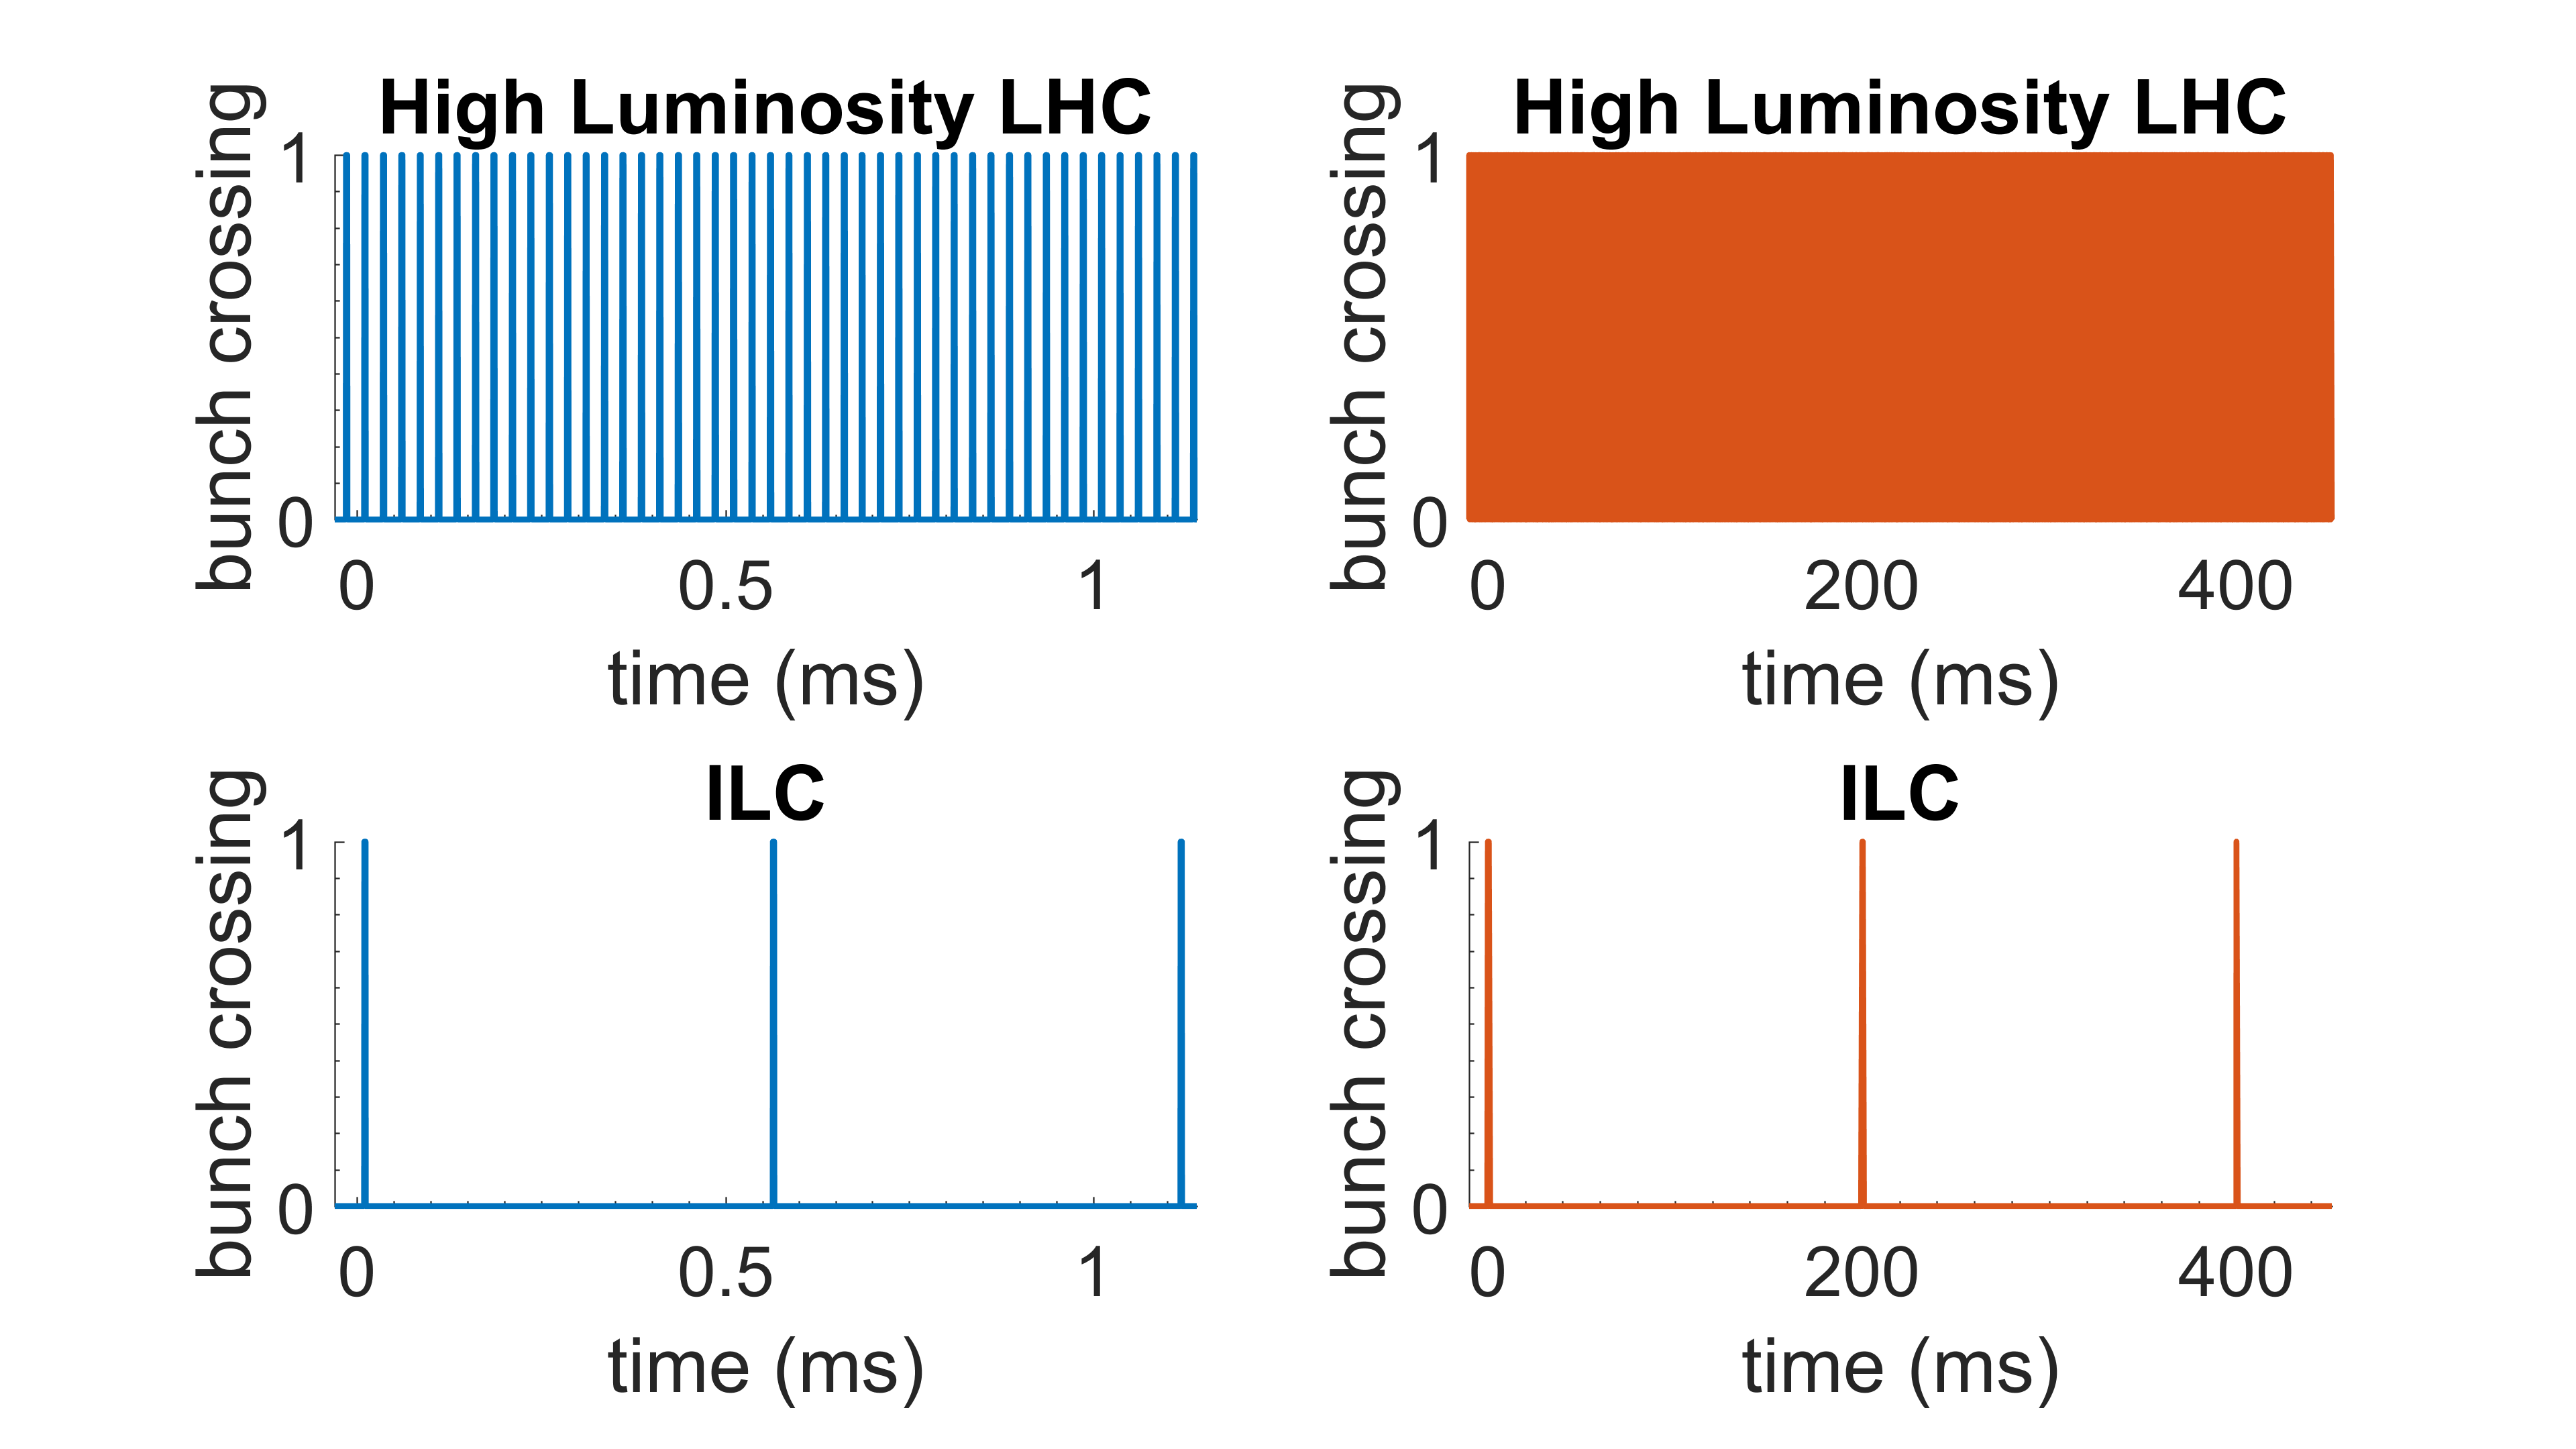 High Luminosity LHC
bunch crossing
1
0
0 0.5 1
time (ms)
High Luminosity LHC
bunch crossing
1
0
0 200 400
time (ms)
ILC
bunch crossing
1
0
0 0.5 1
time (ms)
ILC
bunch crossing
1
0
0 200 400
time (ms)